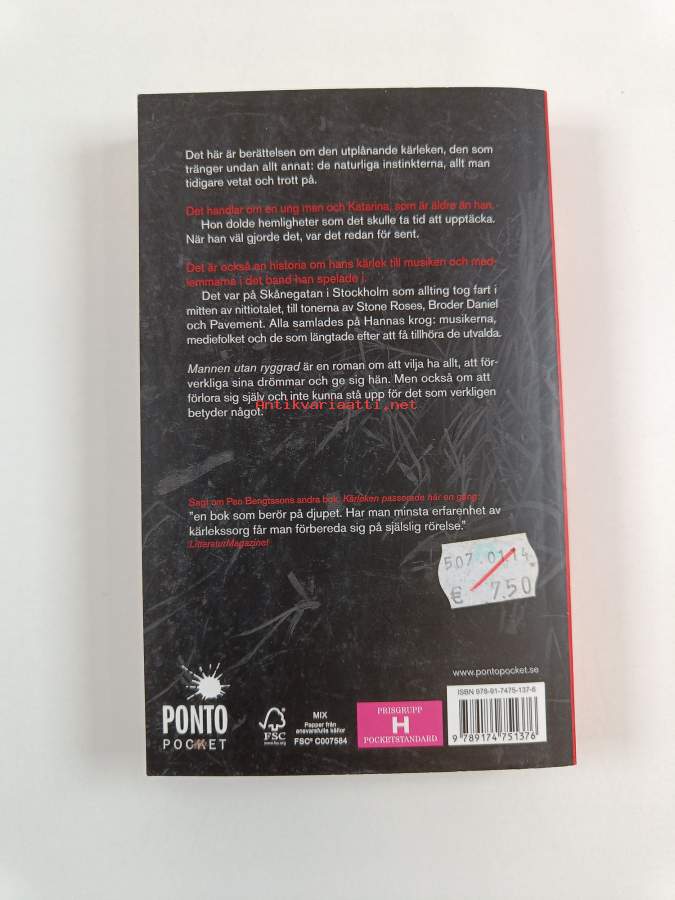 Det här är berättelsen om den utplånande kärleken, den som
tränger undan allt annat: de naturliga instinkterna, allt man
tidigare vetat och trott på.
Det handlar om en ung man och Katarina, som är äldre än han.
Hon dolde hemligheter som det skulle ta tid att upptäcka.
När han väl gjorde det, var det redan för sent.
Det är också en historia om hans kärlek till musiken och med-
lemmarna i det band han spelade i.
Det var på Skånegatan i Stockholm som allting tog fart i
mitten av nittiotalet, till tonerna av Stone Roses, Broder Daniel
och Pavement. Alla samlades på Hannas krog: musikerna,
mediefolket och de som längtade efter att få tillhöra de utvalda.
Mannen utan ryggrad är en roman om att vilja ha allt, att för-
verkliga sina drömmar och ge sig hän. Men också om att
förlora sig själv och inte kunna stå upp för det som verkligen
betyder något.
Antikvariaatti.net
Sagt om Peo Bengtssons andra bok, Kärleken passerade här en gång:
"en bok som berör på djupet. Har man minsta erfarenhet av
kärlekssorg får man förbereda sig på själslig rörelse."
LitteraturMagazinet
507.01.14
€ 7.50
www.pontopocket.se
PONTO
POCKET
FSC
www.fsc.org
MIX
Papper från
ansvarsfulla källor
FSC® C007584
PRISGRUPP
H
POCKETSTANDARD
ISBN 978-91-7475-137-6
9 789174 751376